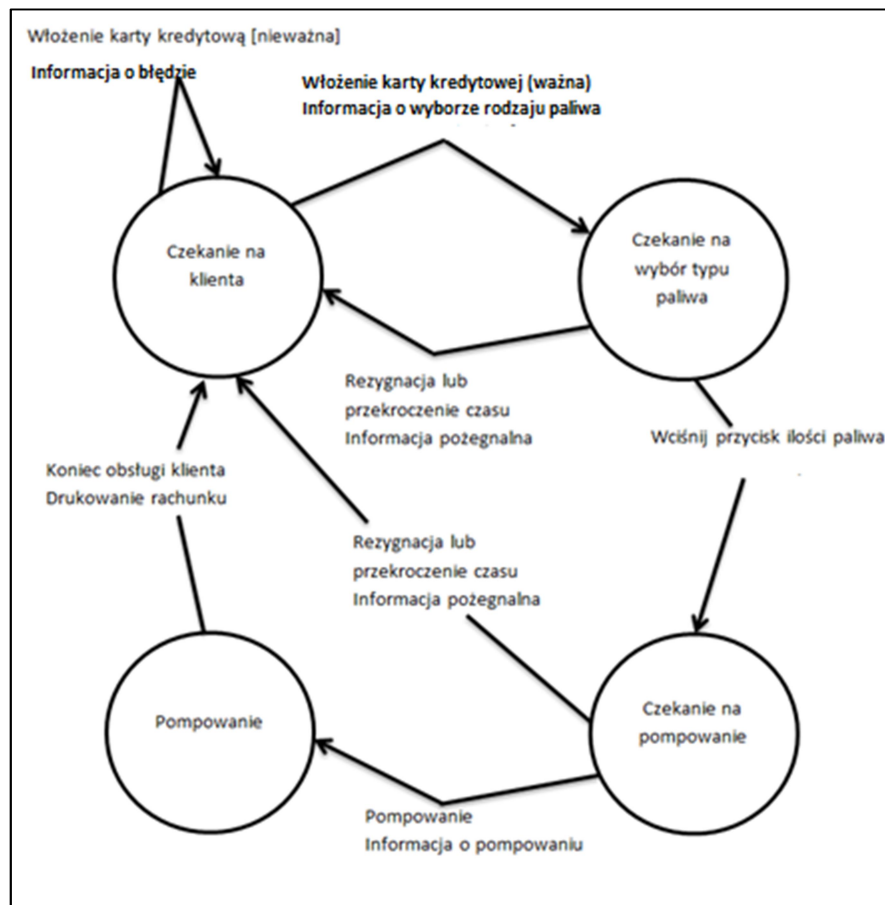 Włożenie karty kredytową [nieważna]
Informacja o błędzie
Włożenie karty kredytowej (ważna)
Informacja o wyborze rodzaju paliwa
Czekanie na
klienta
Czekanie na
wybór typu
paliwa
Rezygnacja lub
przekroczenie czasu
Informacja pożegnalna
Wciśnij przycisk ilości paliwa
Koniec obsługi klienta
Drukowanie rachunku
Rezygnacja lub
przekroczenie czasu
Informacja pożegnalna
Pompowanie
Czekanie na
pompowanie
Pompowanie
Informacja o pompowaniu